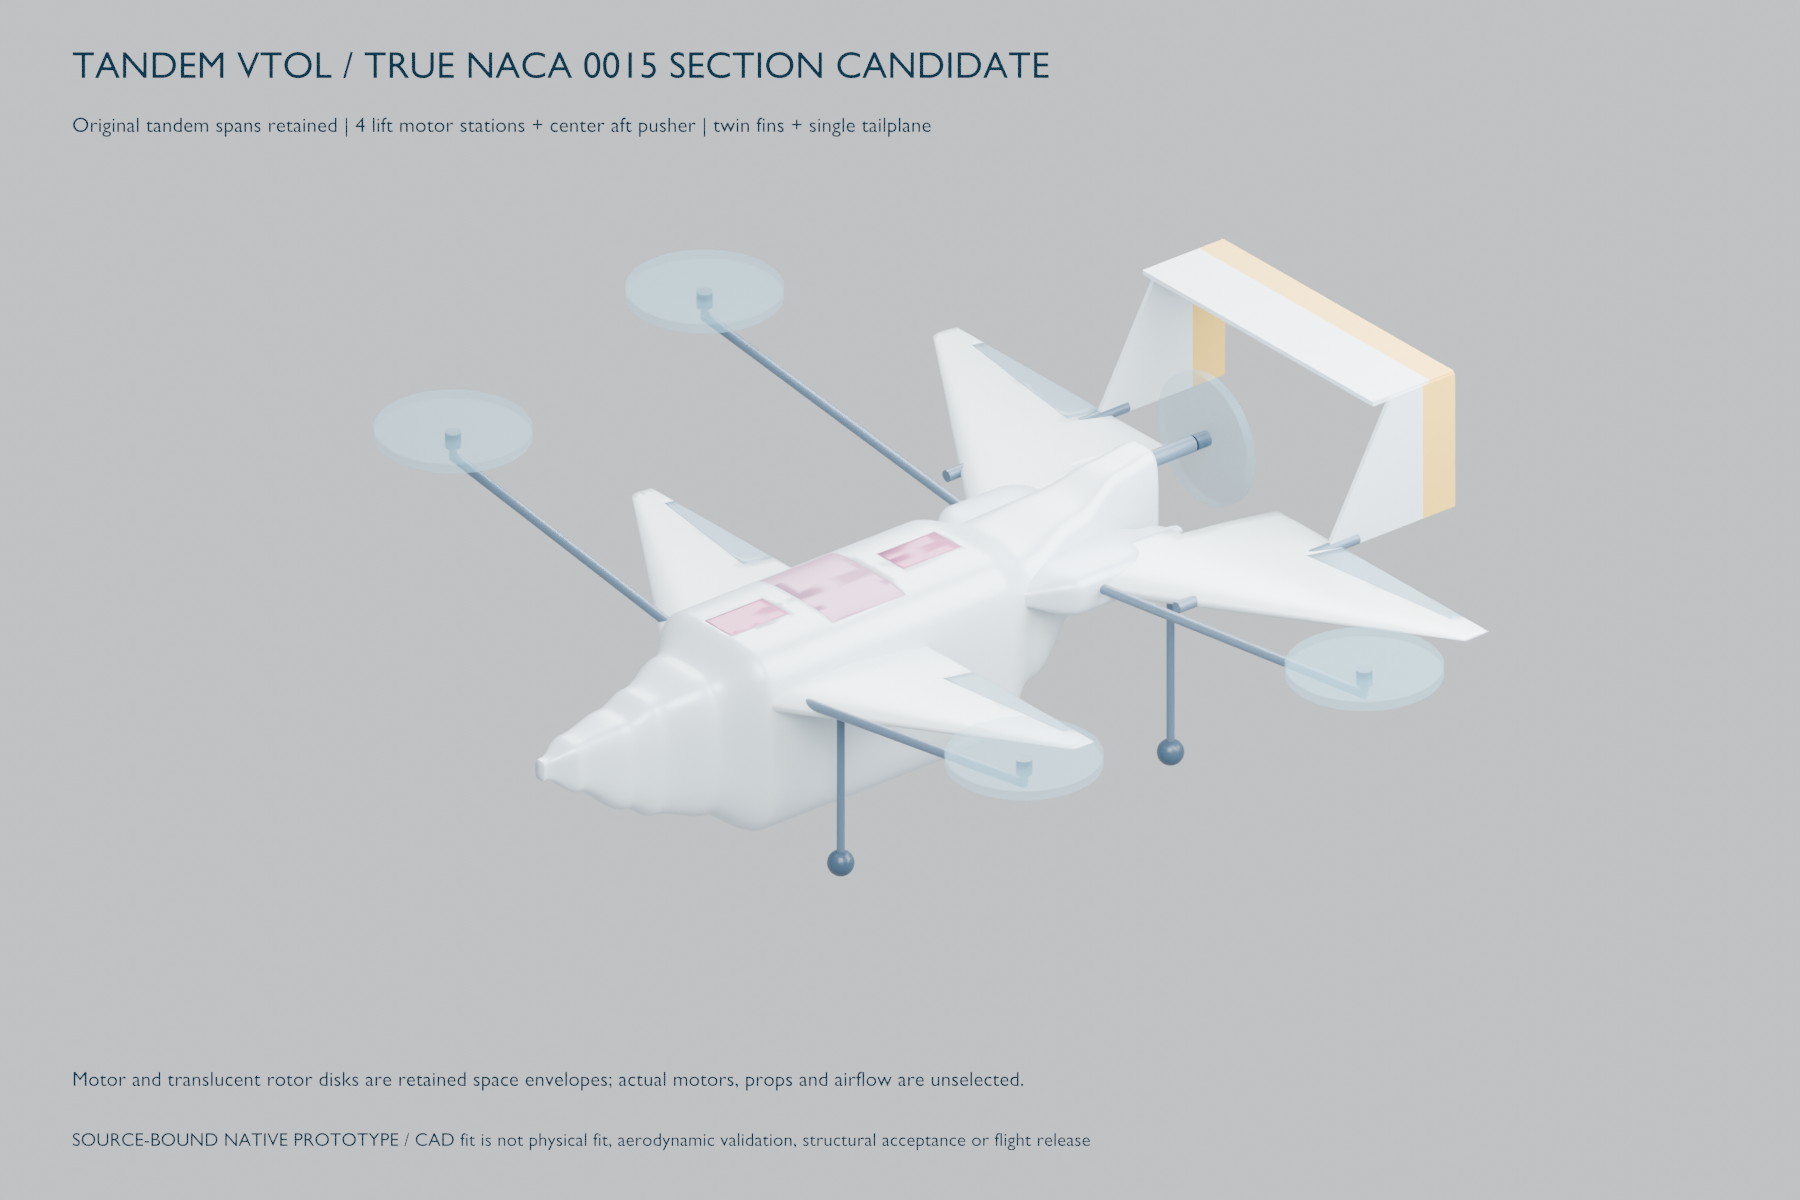 TANDEM VTOL / TRUE NACA 0015 SECTION CANDIDATE
Original tandem spans retained | 4 lift motor stations + center aft pusher | twin fins + single tailplane
Motor and translucent rotor disks are retained space envelopes; actual motors, props and airflow are unselected.
SOURCE-BOUND NATIVE PROTOTYPE / CAD fit is not physical fit, aerodynamic validation, structural acceptance or flight release